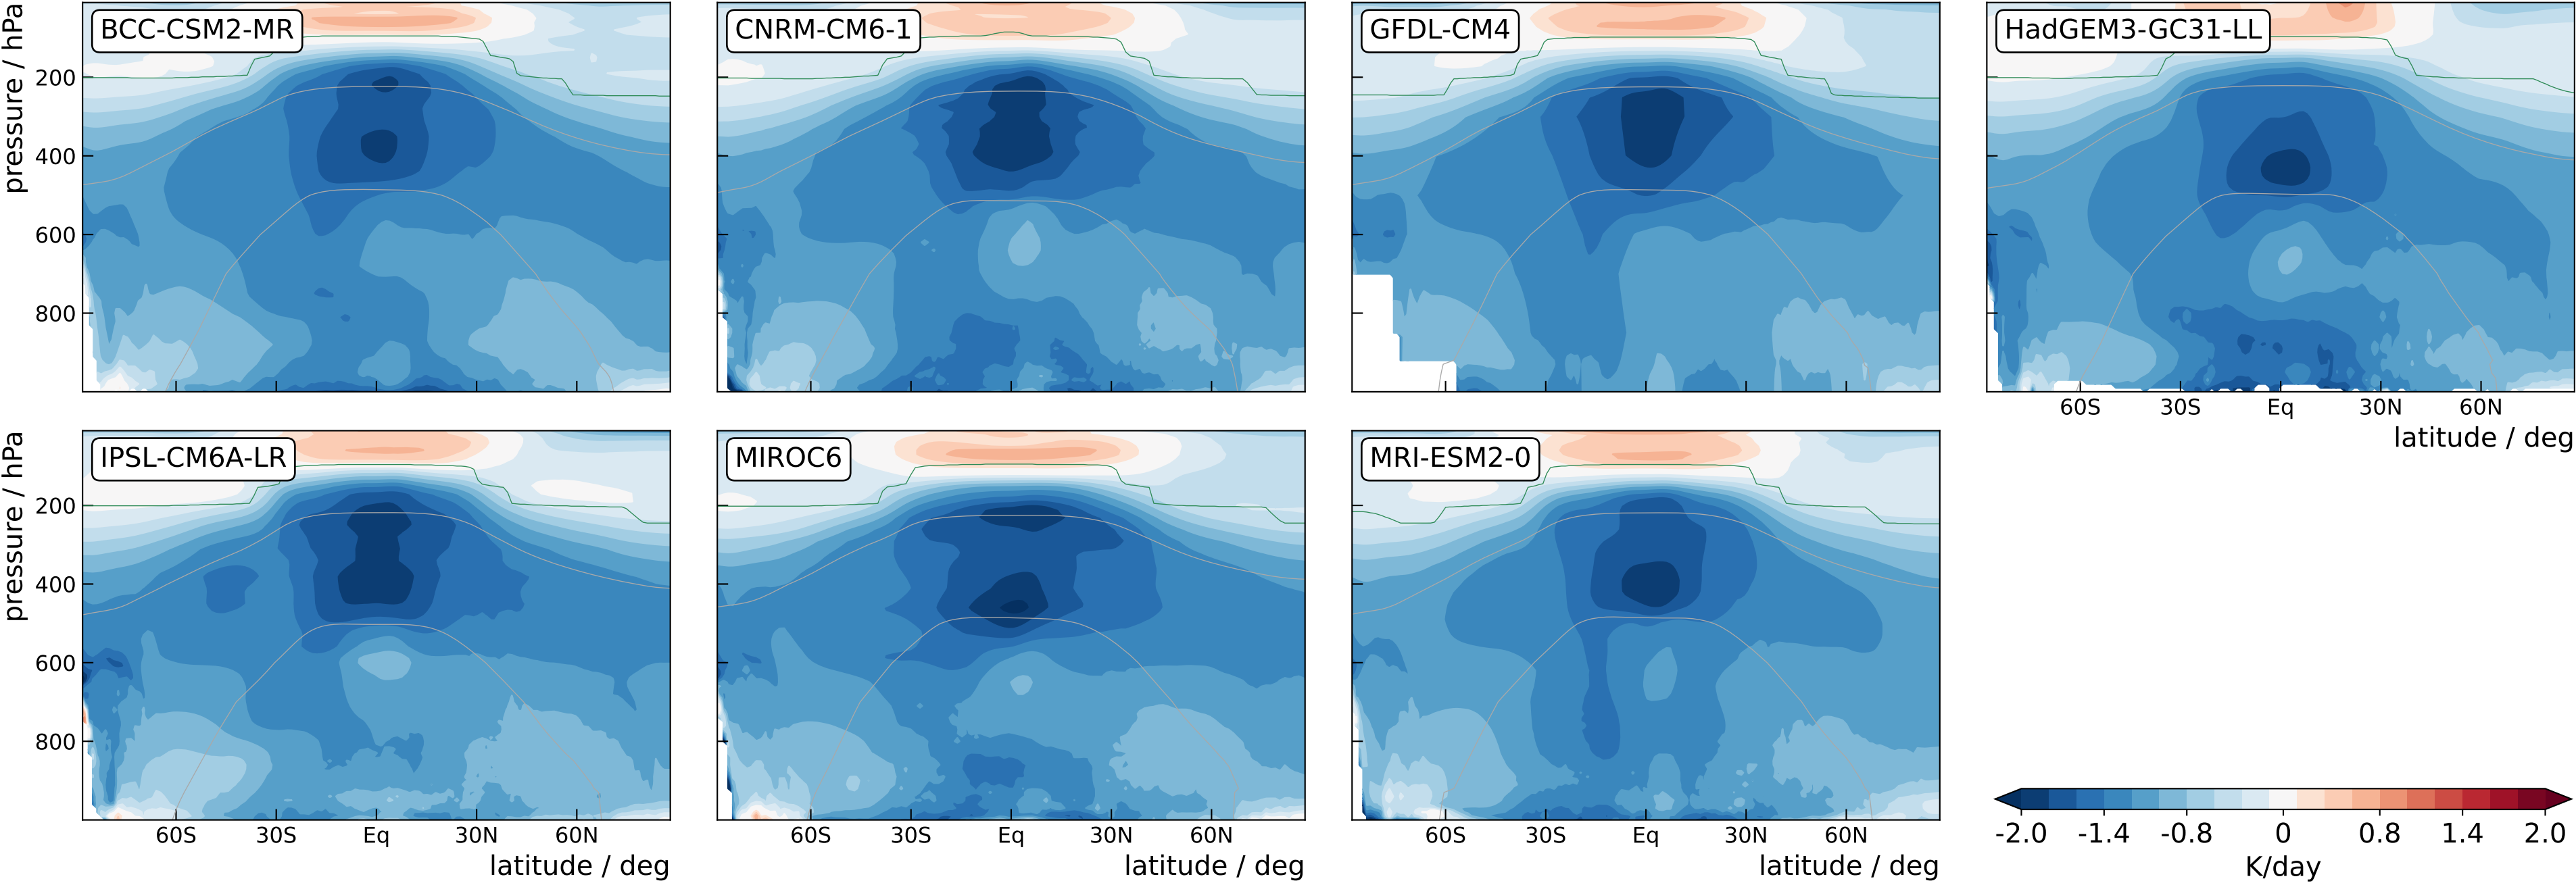 BCC-CSM2-MR
CNRM-CM6-1
GFDL-CM4
HadGEM3-GC31-LL
pressure / hPa
200
400
600
800
60S 30S Eq 30N 60N
latitude / deg
IPSL-CM6A-LR
MIROC6
MRI-ESM2-0
pressure / hPa
200
400
600
800
60S 30S Eq 30N 60N
latitude / deg
60S 30S Eq 30N 60N
latitude / deg
60S 30S Eq 30N 60N
latitude / deg
-2.0 -1.4 -0.8 0 0.8 1.4 2.0
K/day